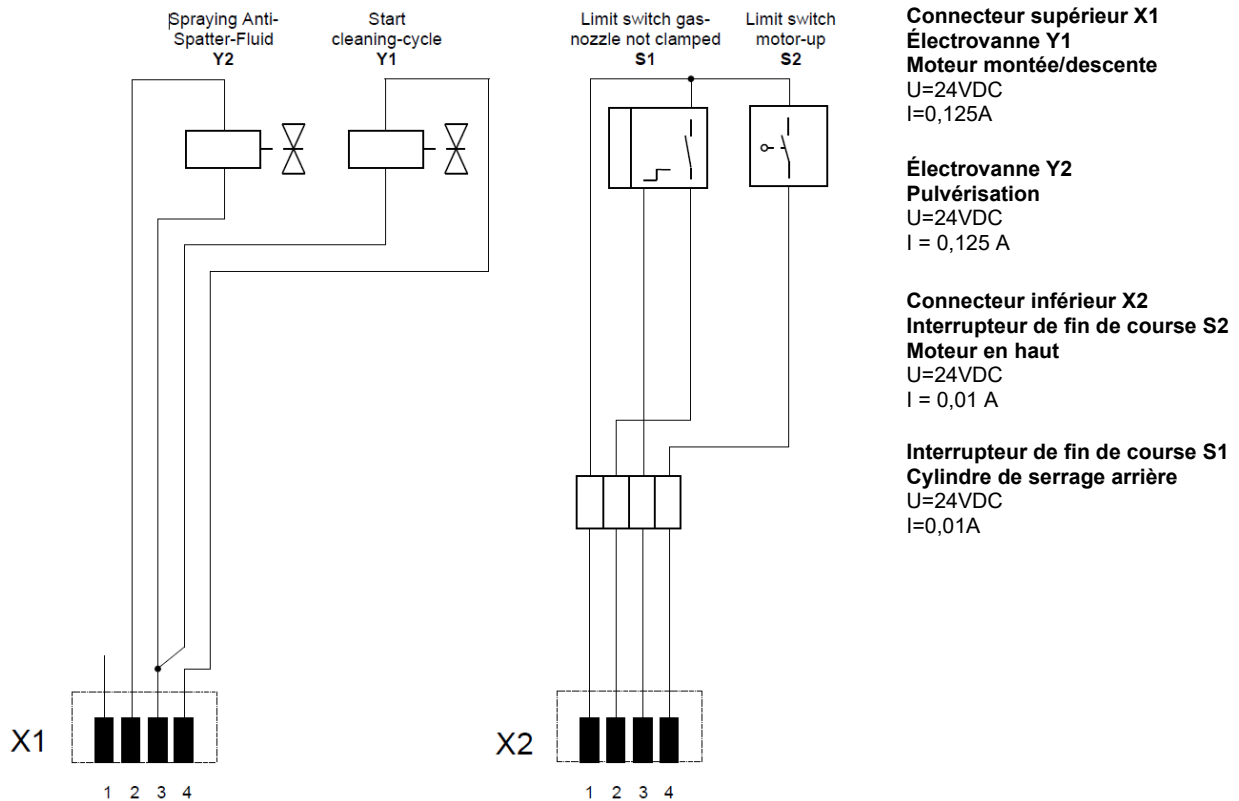 Spraying Anti-
Spatter-Fluid
Y2
Start
cleaning-cycle
Y1
Limit switch gas-
nozzle not clamped
S1
Limit switch
motor-up
S2
X1
1 2 3 4
X2
1 2 3 4
Connecteur supérieur X1
Électrovanne Y1
Moteur montée/descente
U=24VDC
I=0,125A
Électrovanne Y2
Pulvérisation
U=24VDC
I = 0,125 A
Connecteur inférieur X2
Interrupteur de fin de course S2
Moteur en haut
U=24VDC
I = 0,01 A
Interrupteur de fin de course S1
Cylindre de serrage arrière
U=24VDC
I=0,01A